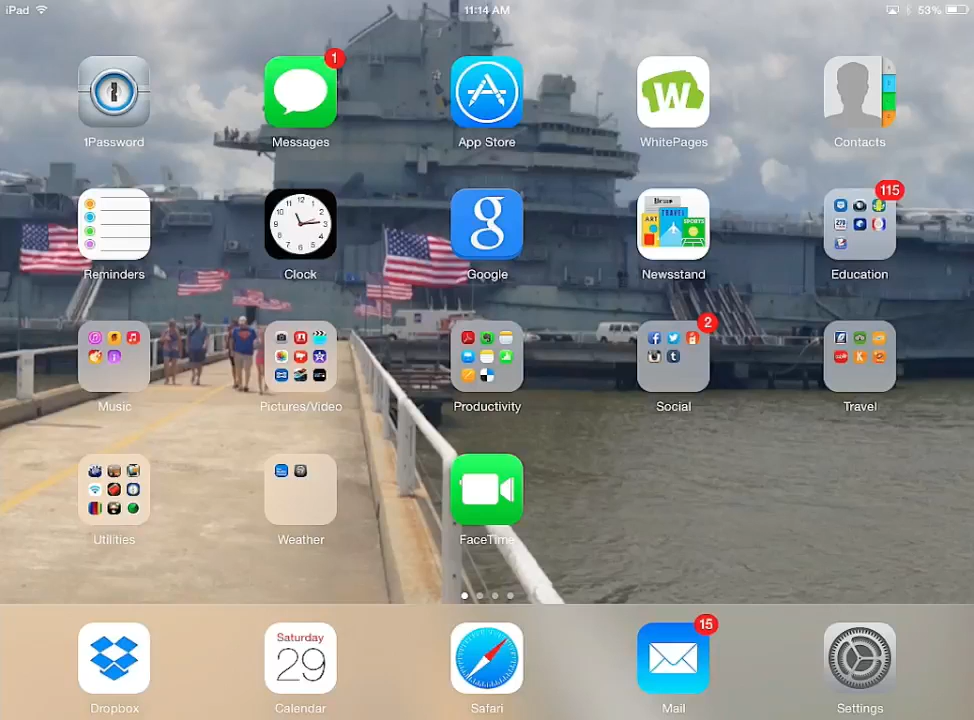 iPad 11:14 AM 53%
1
1Password Messages App Store WhitePages Contacts
115
Reminders Clock Google Newsstand Education
2
Music Pictures/Video Productivity Social Travel
Utilities Weather FaceTime
15
Saturday
29
Dropbox Calendar Safari Mail Settings